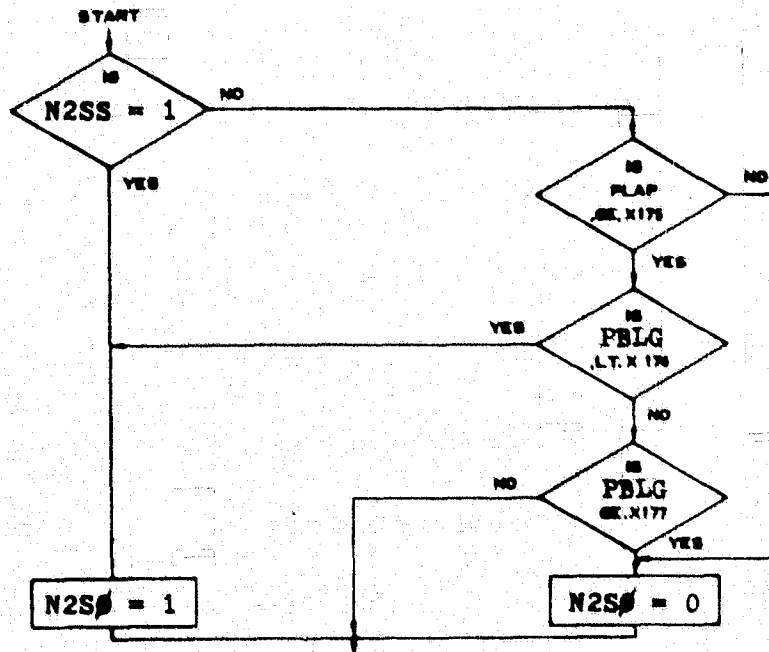 START
IS
N2SS = 1
NO
YES
IS
PLAP
.GE. X175
NO
YES
IS
PBLG
.LT. X 176
YES
NO
IS
PBLG
GE. X177
NO
YES
N2SØ = 1
N2SØ = 0